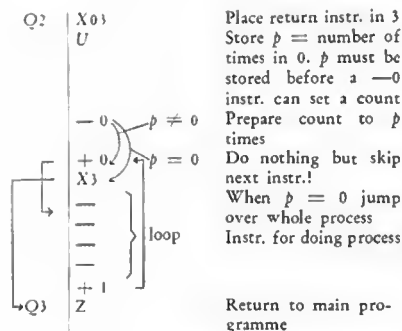 Q2 X03 Place return instr. in 3
U Store p = number of
times in 0. p must be
stored before a —0
instr. can set a count
— 0 p ≠ 0 Prepare count to p
times
+ 0 p = 0 Do nothing but skip
X3 next instr.!
— When p = 0 jump
— over whole process
— loop Instr. for doing process
—
+ 1
Q3 Z Return to main pro-
gramme